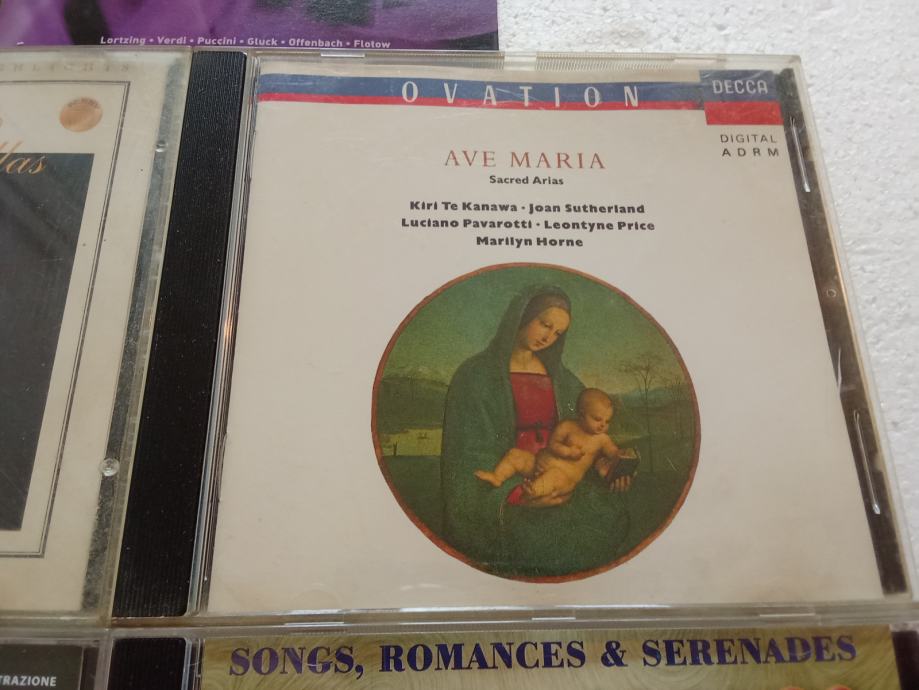 Lortzing • Verdi • Puccini • Gluck • Offenbach • Flotow
OVATION
DECCA
DIGITAL
ADRM
AVE MARIA
Sacred Arias
Kiri Te Kanawa • Joan Sutherland
Luciano Pavarotti • Leontyne Price
Marilyn Horne
SONGS, ROMANCES & SERENADES